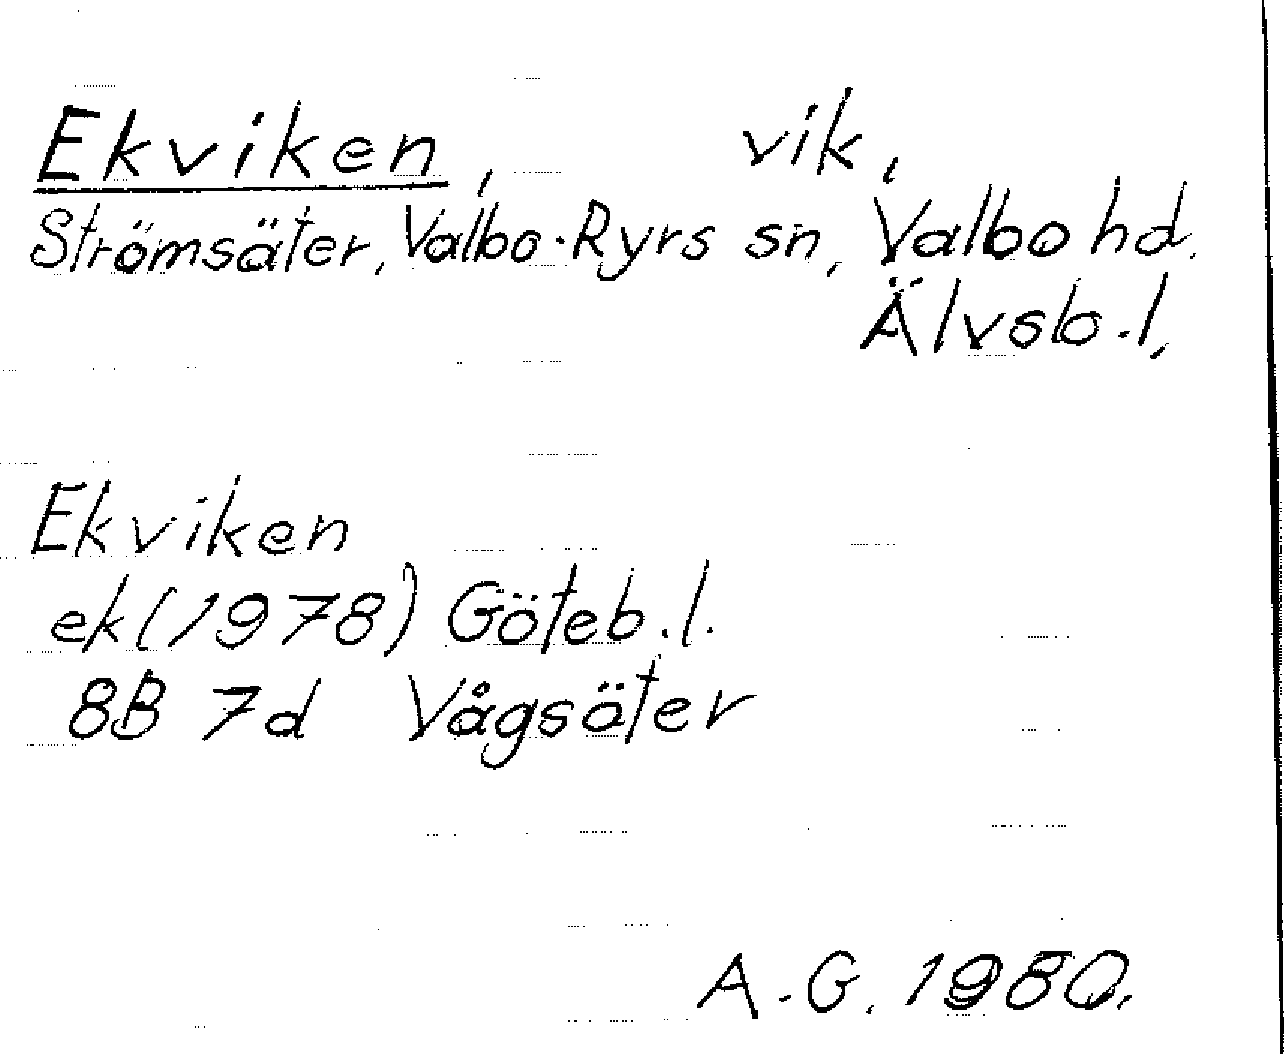 Ekviken, vik,
Strömsäter, Valbo-Ryrs sn, Valbo hd.
Älvsb.l,
Ekviken
ek(1978) Göteb.l.
8B 7d Vågsäter
A.G. 1980.